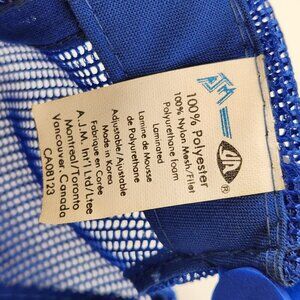 AJM
100% Polyester
100% Nylon Mesh/Filet
Laminated
Polyurethane foam
Lamine de Mousse
de Polyurethane
Adjustable/Ajustable
Made in Korea
Fabrique en Corée
A.J.M. Int'l Ltd/Ltee
Montreal/Toronto
Vancouver, Canada
CA08123